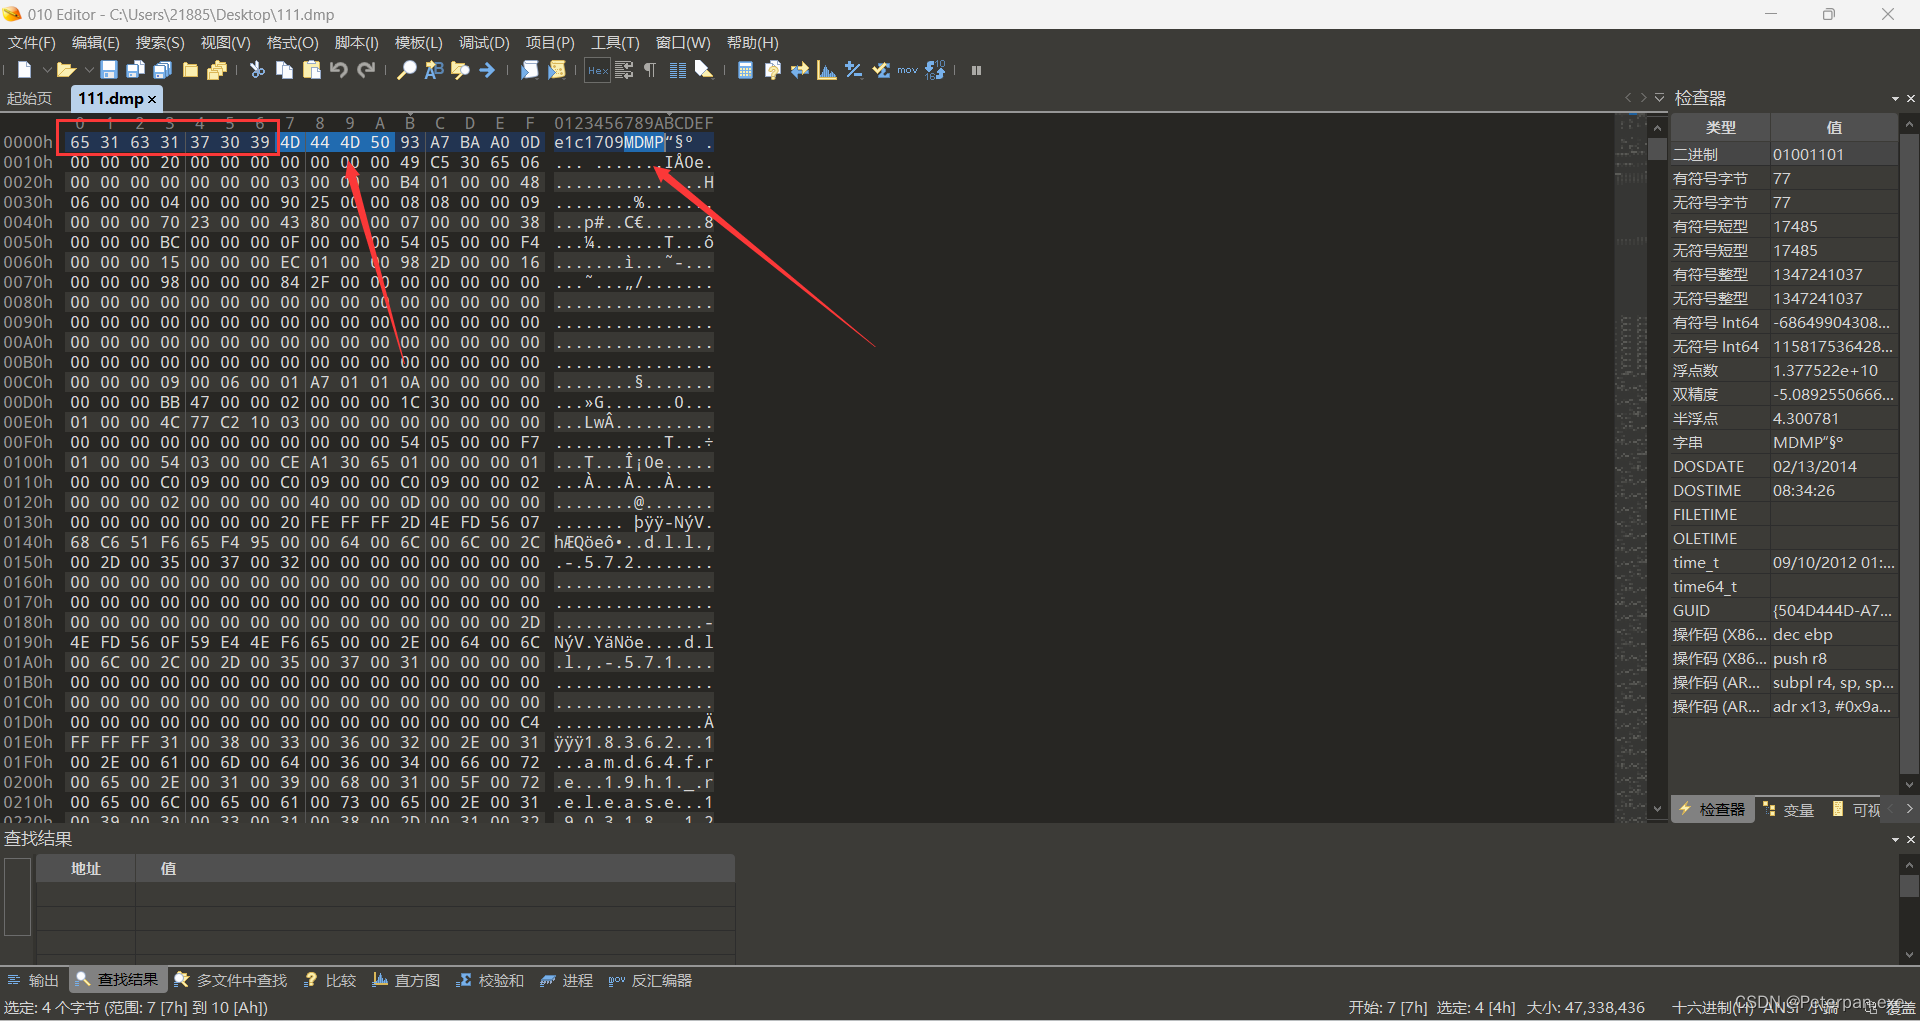 010 Editor - C:\Users\21885\Desktop\111.dmp
文件(F) 编辑(E) 搜索(S) 视图(V) 格式(O) 脚本(I) 模板(L) 调试(D) 项目(P) 工具(T) 窗口(W) 帮助(H)
起始页 111.dmp × 检查器
0 1 2 3 4 5 6 7 8 9 A B C D E F 0123456789ABCDEF
0000h 65 31 63 31 37 30 39 4D 44 4D 50 93 A7 BA A0 0D e1c1709MDMP“§º .
0010h 00 00 00 20 00 00 00 00 00 00 00 49 C5 30 65 06 ... .......IÅ0e.
0020h 00 00 00 00 00 00 00 03 00 00 00 B4 01 00 00 48
0030h 06 00 00 04 00 00 00 90 25 00 00 08 08 00 00 09 ........%.......
0040h 00 00 00 70 23 00 00 43 80 00 00 07 00 00 00 38 ...p#..C€......8
0050h 00 00 00 BC 00 00 00 0F 00 00 00 54 05 00 00 F4 ...¼.......T...ô
0060h 00 00 00 15 00 00 00 EC 01 00 00 98 2D 00 00 16 .......ì...˜-...
0070h 00 00 00 98 00 00 00 84 2F 00 00 00 00 00 00 00 ...˜...„/.......
0080h 00 00 00 00 00 00 00 00 00 00 00 00 00 00 00 00 ................
0090h 00 00 00 00 00 00 00 00 00 00 00 00 00 00 00 00 ................
00A0h 00 00 00 00 00 00 00 00 00 00 00 00 00 00 00 00 ................
00B0h 00 00 00 00 00 00 00 00 00 00 00 00 00 00 00 00 ................
00C0h 00 00 00 09 00 06 00 01 A7 01 01 0A 00 00 00 00 ........§.......
00D0h 00 00 00 BB 47 00 00 02 00 00 00 1C 30 00 00 00 ...»G.......0...
00E0h 01 00 00 4C 77 C2 10 03 00 00 00 00 00 00 00 00 ...LwÂ..........
00F0h 00 00 00 00 00 00 00 00 00 00 00 54 05 00 00 F7 ...........T...÷
0100h 01 00 00 54 03 00 00 CE A1 30 65 01 00 00 00 01 ...T...Î¡0e.....
0110h 00 00 00 C0 09 00 00 C0 09 00 00 C0 09 00 00 02 ...À...À...À....
0120h 00 00 00 02 00 00 00 00 40 00 00 0D 00 00 00 00 ........@.......
0130h 00 00 00 00 00 00 00 20 FE FF FF 2D 4E FD 56 07 ....... þÿÿ-NýV.
0140h 68 C6 51 F6 65 F4 95 00 00 64 00 6C 00 6C 00 2C hÆQöeô•..d.l.l.,
0150h 00 2D 00 35 00 37 00 32 00 00 00 00 00 00 00 00 .-.5.7.2........
0160h 00 00 00 00 00 00 00 00 00 00 00 00 00 00 00 00 ................
0170h 00 00 00 00 00 00 00 00 00 00 00 00 00 00 00 00 ................
0180h 00 00 00 00 00 00 00 00 00 00 00 00 00 00 00 2D ...............-
0190h 4E FD 56 0F 59 E4 4E F6 65 00 00 2E 00 64 00 6C NýV.YäNöe....d.l
01A0h 00 6C 00 2C 00 2D 00 35 00 37 00 31 00 00 00 00 .l.,.-.5.7.1....
01B0h 00 00 00 00 00 00 00 00 00 00 00 00 00 00 00 00 ................
01C0h 00 00 00 00 00 00 00 00 00 00 00 00 00 00 00 00 ................
01D0h 00 00 00 00 00 00 00 00 00 00 00 00 00 00 00 C4 ...............Ä
01E0h FF FF FF 31 00 38 00 33 00 36 00 32 00 2E 00 31 ÿÿÿ1.8.3.6.2...1
01F0h 00 2E 00 61 00 6D 00 64 00 36 00 34 00 66 00 72 ...a.m.d.6.4.f.r
0200h 00 65 00 2E 00 31 00 39 00 68 00 31 00 5F 00 72 .e...1.9.h.1._.r
0210h 00 65 00 6C 00 65 00 61 00 73 00 65 00 2E 00 31 .e.l.e.a.s.e...1
0220h 00 39 00 30 00 33 00 31 00 38 00 2D 00 31 00 32
类型 值
二进制 01001101
有符号字节 77
无符号字节 77
有符号短型 17485
无符号短型 17485
有符号整型 1347241037
无符号整型 1347241037
有符号 Int64 -68649904308...
无符号 Int64 115817536428...
浮点数 1.377522e+10
双精度 -5.0892550666...
半浮点 4.300781
字串 MDMP“§º
DOSDATE 02/13/2014
DOSTIME 08:34:26
FILETIME
OLETIME
time_t 09/10/2012 01:...
time64_t
GUID {504D444D-A7...
操作码 (X86... dec ebp
操作码 (X86... push r8
操作码 (AR... subpl r4, sp, sp...
操作码 (AR... adr x13, #0x9a...
检查器 变量 可视
查找结果
地址 值
输出 查找结果 多文件中查找 比较 直方图 校验和 进程 反汇编器
选定: 4 个字节 (范围: 7 [7h] 到 10 [Ah]) 开始: 7 [7h] 选定: 4 [4h] 大小: 47,338,436 十六进制(H) ANSI 小端 覆盖
CSDN @Peterpan.exe